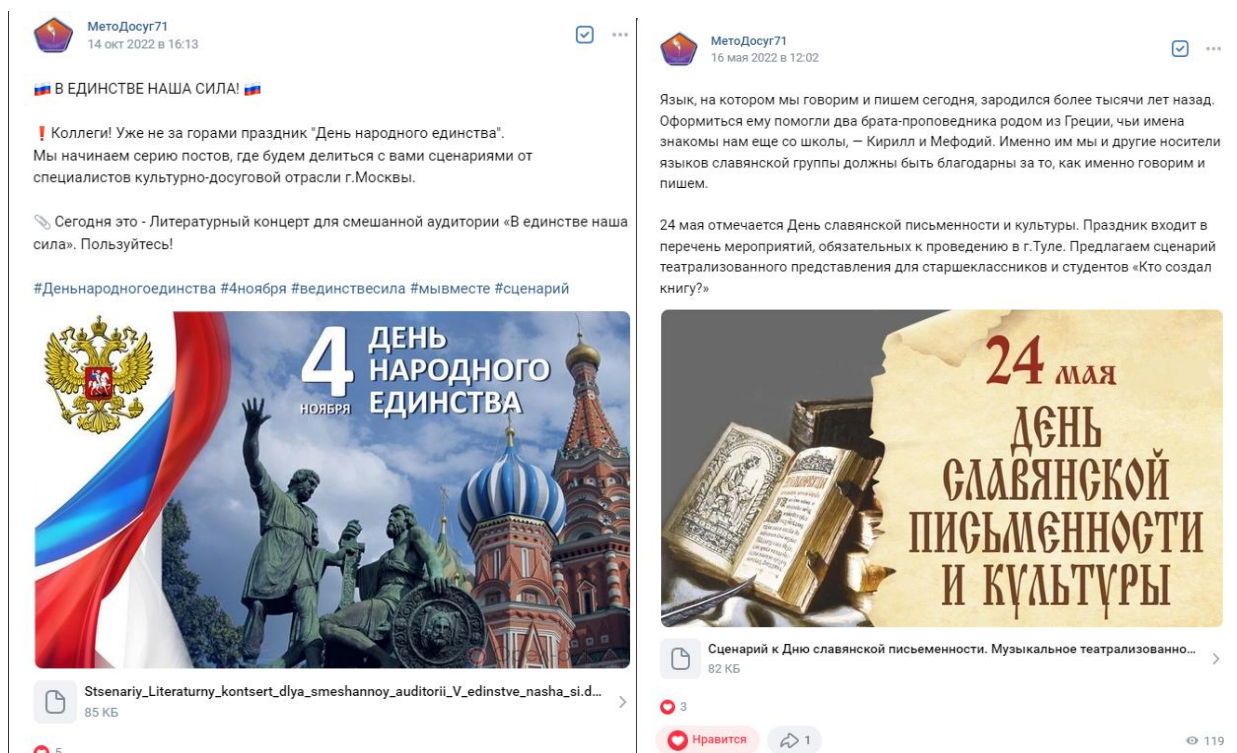 МетоДосуг71
14 окт 2022 в 16:13
В ЕДИНСТВЕ НАША СИЛА!
❗ Коллеги! Уже не за горами праздник "День народного единства".
Мы начинаем серию постов, где будем делиться с вами сценариями от
специалистов культурно-досуговой отрасли г.Москвы.
Сегодня это - Литературный концерт для смешанной аудитории «В единстве наша
сила». Пользуйтесь!
#Деньнародногоединства #4ноября #вединствесила #мывместе #сценарий
4
НОЯБРЯ
ДЕНЬ
НАРОДНОГО
ЕДИНСТВА
Stsenariy_Literaturny_kontsert_dlya_smeshannoy_auditorii_V_edinstve_nasha_si.d...
85 КБ
5
МетоДосуг71
16 мая 2022 в 12:02
Язык, на котором мы говорим и пишем сегодня, зародился более тысячи лет назад.
Оформиться ему помогли два брата-проповедника родом из Греции, чьи имена
знакомы нам еще со школы, — Кирилл и Мефодий. Именно им мы и другие носители
языков славянской группы должны быть благодарны за то, как именно говорим и
пишем.
24 мая отмечается День славянской письменности и культуры. Праздник входит в
перечень мероприятий, обязательных к проведению в г.Туле. Предлагаем сценарий
театрализованного представления для старшеклассников и студентов «Кто создал
книгу?»
24 мая
ДЕНЬ
СЛАВЯНСКОЙ
ПИСЬМЕННОСТИ
И КУЛЬТУРЫ
Сценарий к Дню славянской письеменности. Музыкальное театрализованно...
82 КБ
3
Нравится
1
119